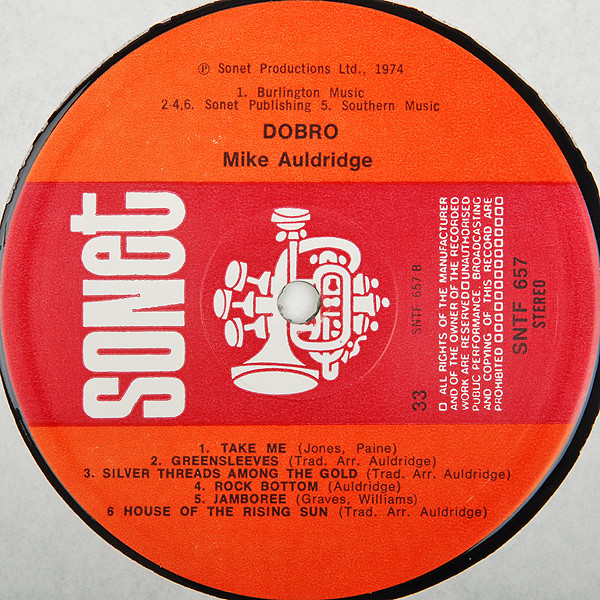 ℗ Sonet Productions Ltd., 1974
1. Burlington Music
2-4,6. Sonet Publishing 5. Southern Music
DOBRO
Mike Auldridge
sonet
SNTF 657 B
33
☐ ALL RIGHTS OF THE MANUFACTURER
AND OF THE OWNER OF THE RECORDED
WORK ARE RESERVED ☐ UNAUTHORISED
PUBLIC PERFORMANCE, BROADCASTING
AND COPYING OF THIS RECORD ARE
PROHIBITED
SNTF 657
STEREO
1. TAKE ME (Jones, Paine)
2. GREENSLEEVES (Trad. Arr. Auldridge)
3. SILVER THREADS AMONG THE GOLD (Trad. Arr. Auldridge)
4. ROCK BOTTOM (Auldridge)
5. JAMBOREE (Graves, Williams)
6 HOUSE OF THE RISING SUN (Trad. Arr. Auldridge)